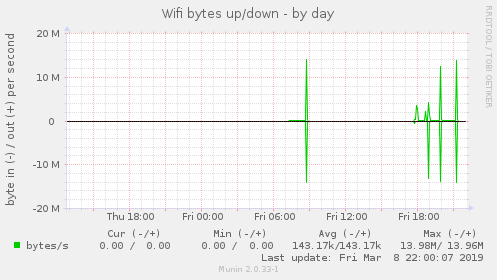 Wifi bytes up/down - by day
RRDTOOL / TOBI OETIKER
byte in (-) / out (+) per second
20 M
10 M
0
-10 M
-20 M
Thu 18:00 Fri 00:00 Fri 06:00 Fri 12:00 Fri 18:00
Cur (-/+) Min (-/+) Avg (-/+) Max (-/+)
bytes/s 0.00 / 0.00 0.00 / 0.00 143.17k/143.17k 13.98M/ 13.96M
Last update: Fri Mar 8 22:00:07 2019
Munin 2.0.33-1